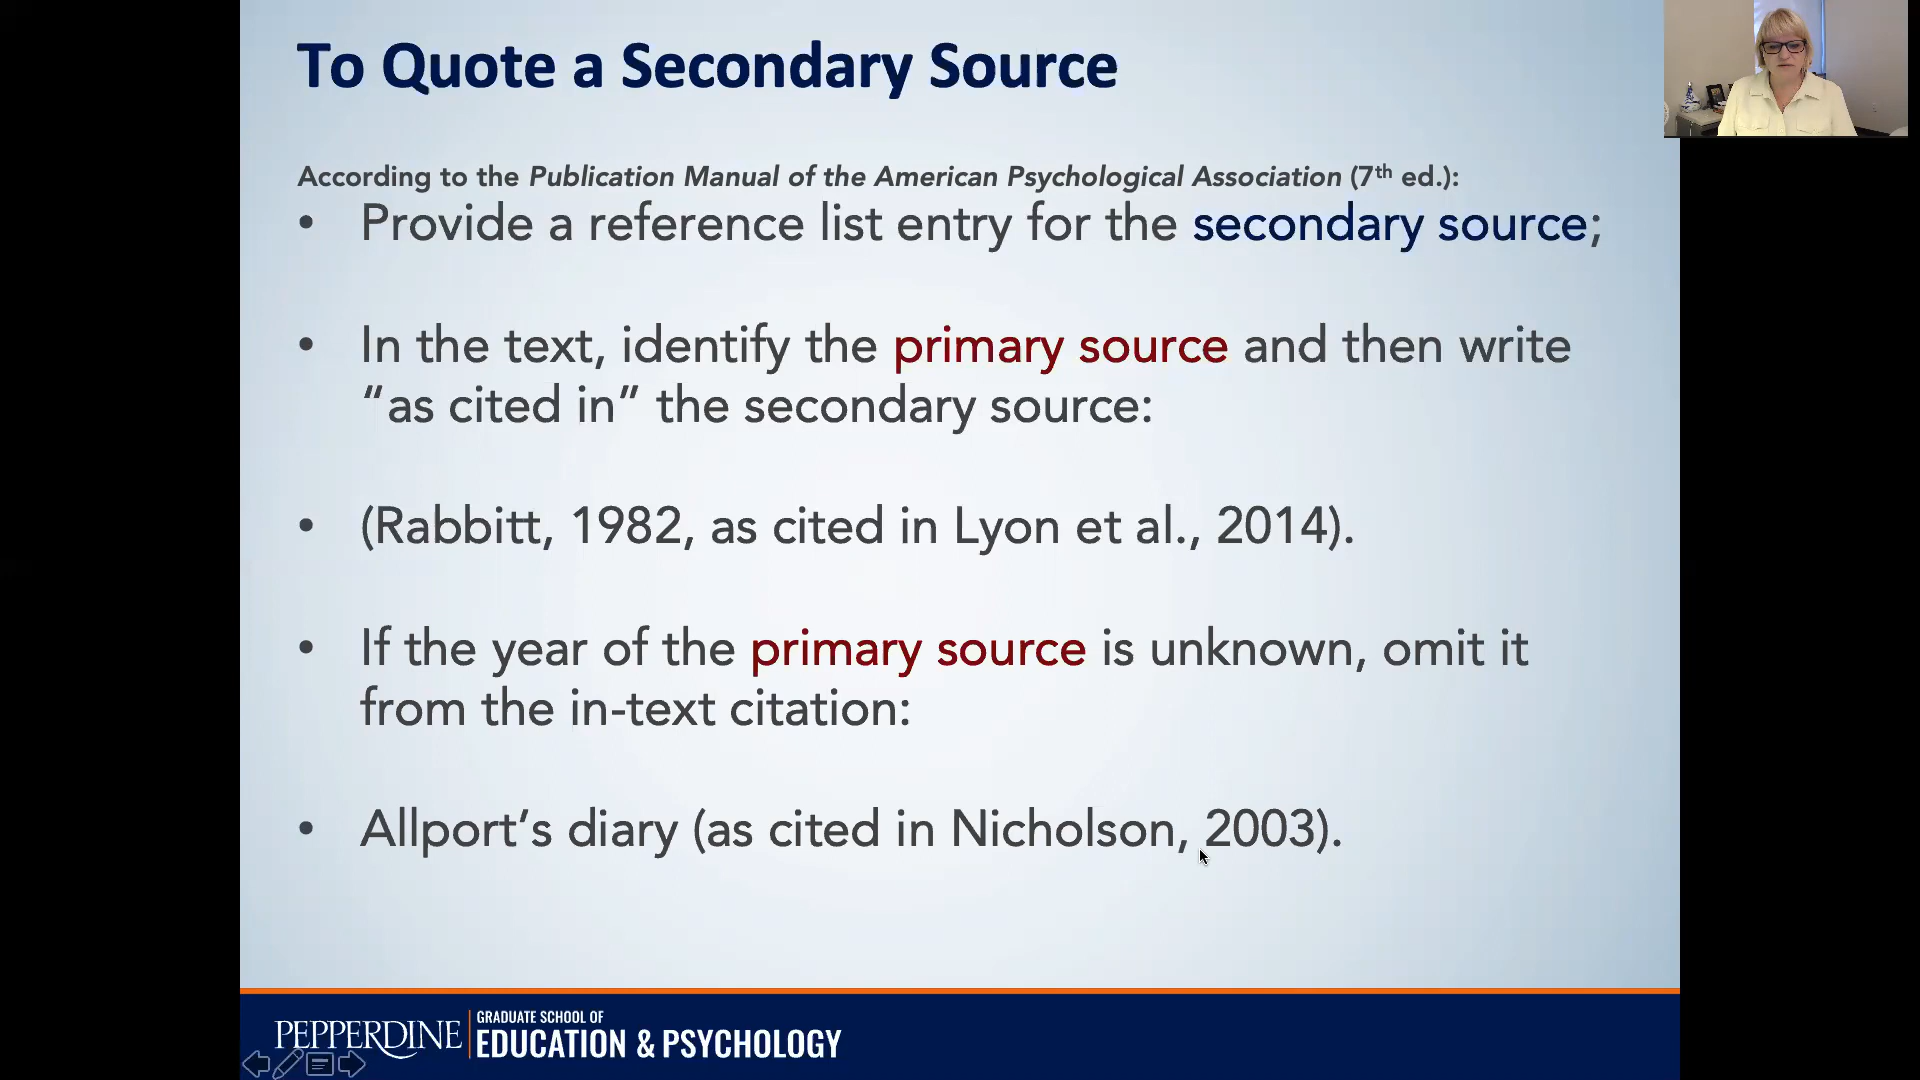 To Quote a Secondary Source
According to the Publication Manual of the American Psychological Association (7th ed.):
• Provide a reference list entry for the secondary source;
• In the text, identify the primary source and then write
“as cited in” the secondary source:
• (Rabbitt, 1982, as cited in Lyon et al., 2014).
• If the year of the primary source is unknown, omit it
from the in-text citation:
• Allport’s diary (as cited in Nicholson, 2003).
PEPPERDINE
GRADUATE SCHOOL OF
EDUCATION & PSYCHOLOGY